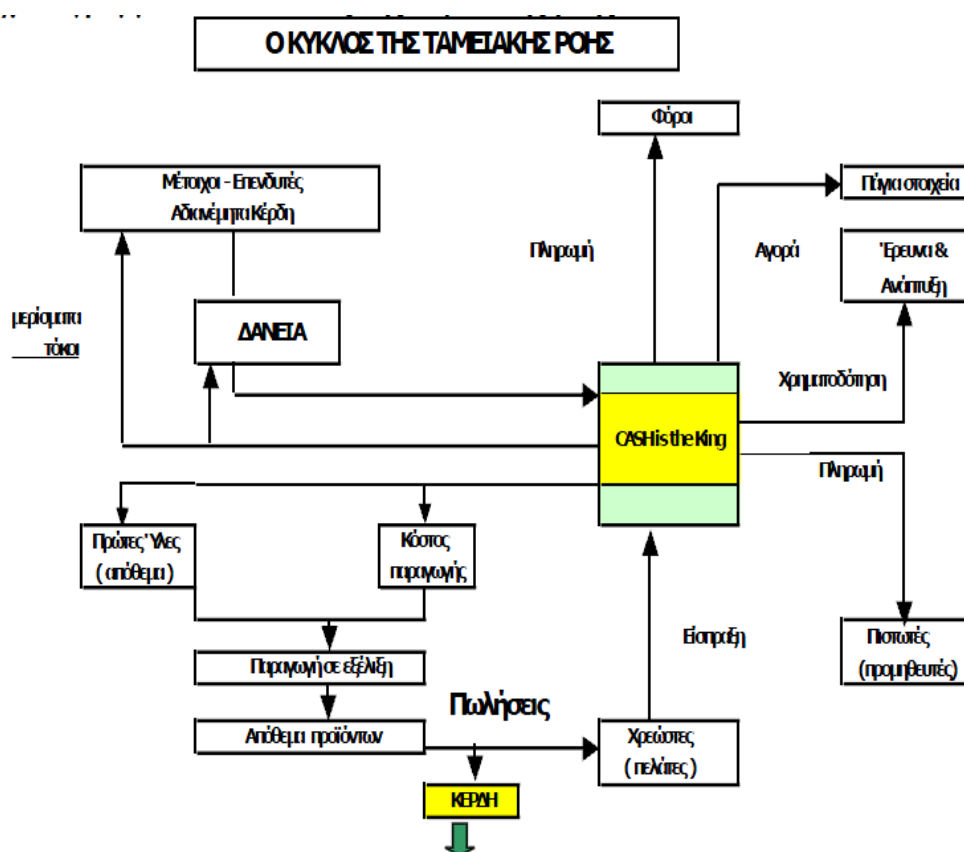 Ο ΚΥΚΛΟΣ ΤΗΣ ΤΑΜΕΙΑΚΗΣ ΡΟΗΣ
Φόροι
Μέτοχοι - Επενδυτές
Αδιανέμητα Κέρδη
Πάγια στοιχεία
Πληρωμή
Αγορά
Έρευνα &
Ανάπτυξη
μερίσματα
τόκοι
ΔΑΝΕΙΑ
Χρηματοδότηση
CASH is the King
Πληρωμή
Πρώτες Ύλες
( απόθεμα )
Κόστος
παραγωγής
Είσπραξη
Πιστωτές
(προμηθευτές)
Παραγωγή σε εξέλιξη
Πωλήσεις
Απόθεμα προϊόντων
Χρεώστες
( πελάτες )
ΚΕΡΔΗ